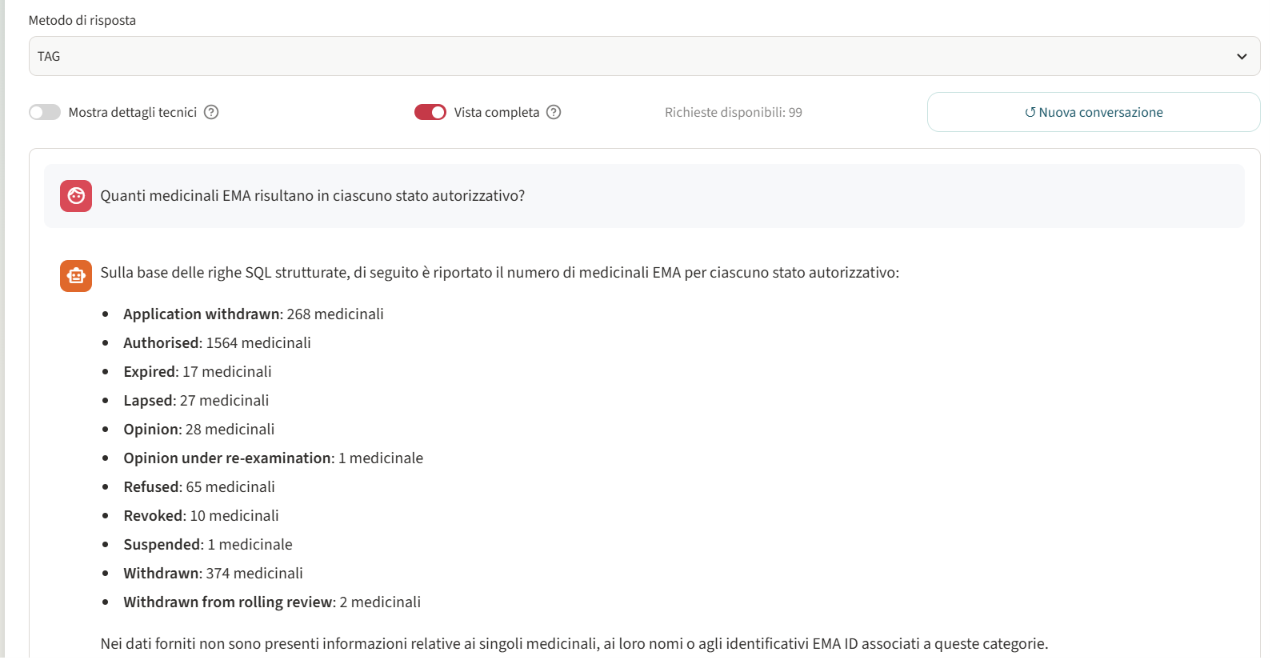 Metodo di risposta
TAG
Mostra dettagli tecnici ?
Vista completa ?
Richieste disponibili: 99
↺ Nuova conversazione
Quanti medicinali EMA risultano in ciascuno stato autorizzativo?
Sulla base delle righe SQL strutturate, di seguito è riportato il numero di medicinali EMA per ciascuno stato autorizzativo:
• Application withdrawn: 268 medicinali
• Authorised: 1564 medicinali
• Expired: 17 medicinali
• Lapsed: 27 medicinali
• Opinion: 28 medicinali
• Opinion under re-examination: 1 medicinale
• Refused: 65 medicinali
• Revoked: 10 medicinali
• Suspended: 1 medicinale
• Withdrawn: 374 medicinali
• Withdrawn from rolling review: 2 medicinali
Nei dati forniti non sono presenti informazioni relative ai singoli medicinali, ai loro nomi o agli identificativi EMA ID associati a queste categorie.